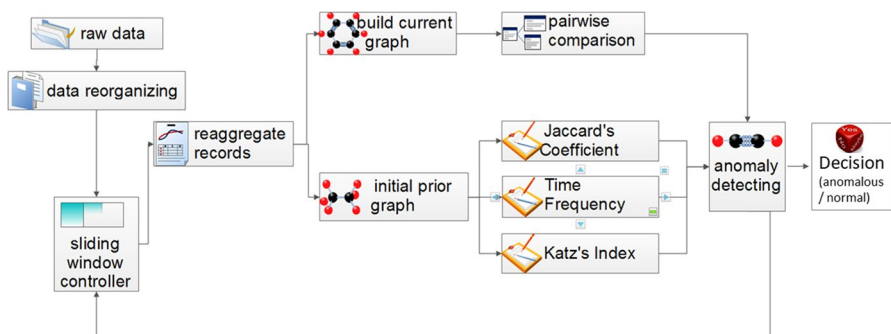 raw data
data reorganizing
sliding
window
controller
reaggregate
records
build current
graph
pairwise
comparison
initial prior
graph
Jaccard's
Coefficient
Time
Frequency
Katz's Index
anomaly
detecting
Yes
Decision
(anomalous
/ normal)